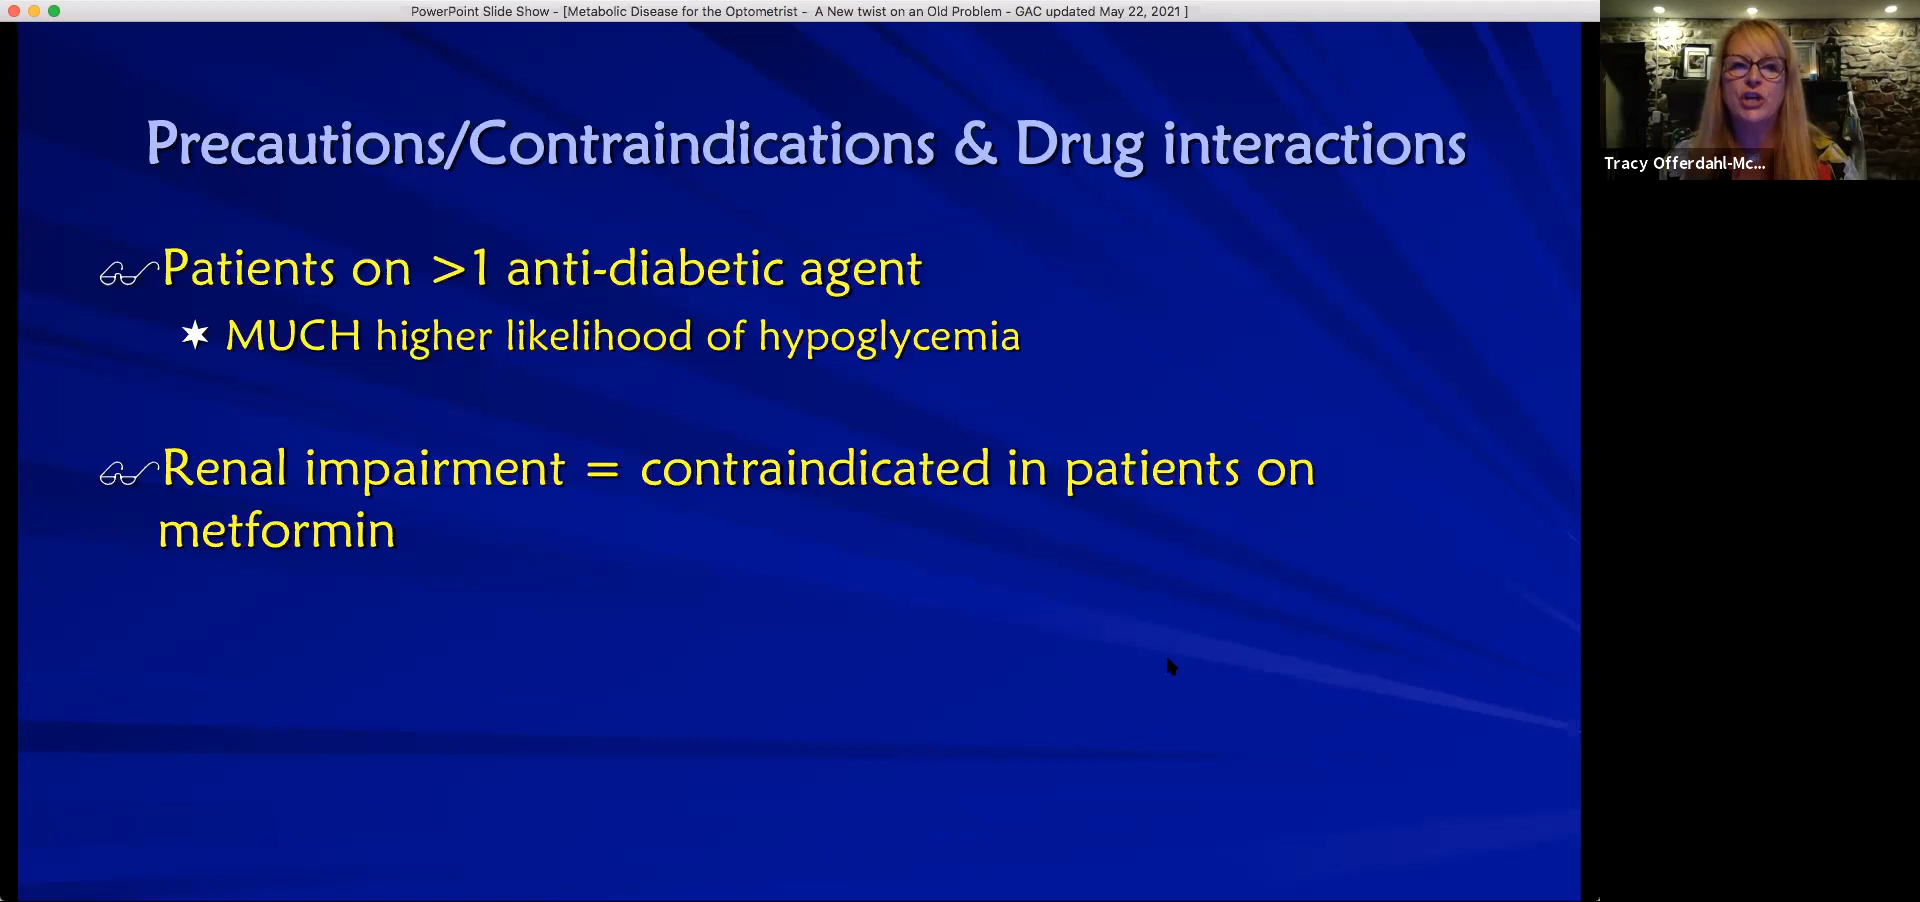 PowerPoint Slide Show - [Metabolic Disease for the Optometrist - A New twist on an Old Problem - GAC updated May 22, 2021 ]
Precautions/Contraindications & Drug interactions
Patients on >1 anti-diabetic agent
MUCH higher likelihood of hypoglycemia
Renal impairment = contraindicated in patients on
metformin
Tracy Offerdahl-Mc...